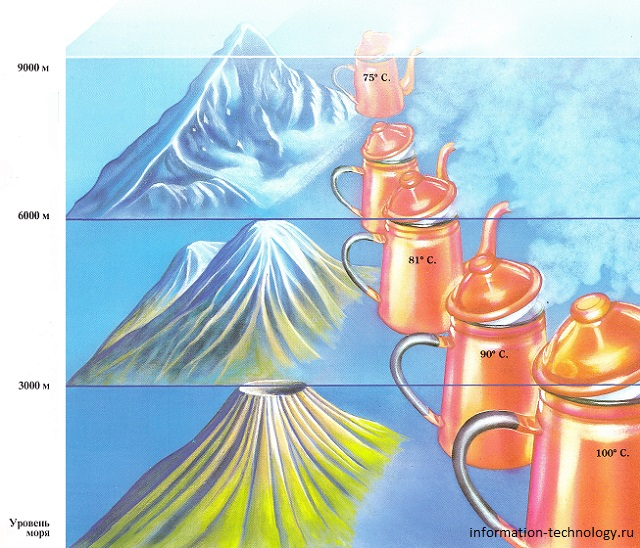 9000 м
75° С.
6000 м
81° С.
90° С.
3000 м
100° С.
Уровень
моря
information-technology.ru